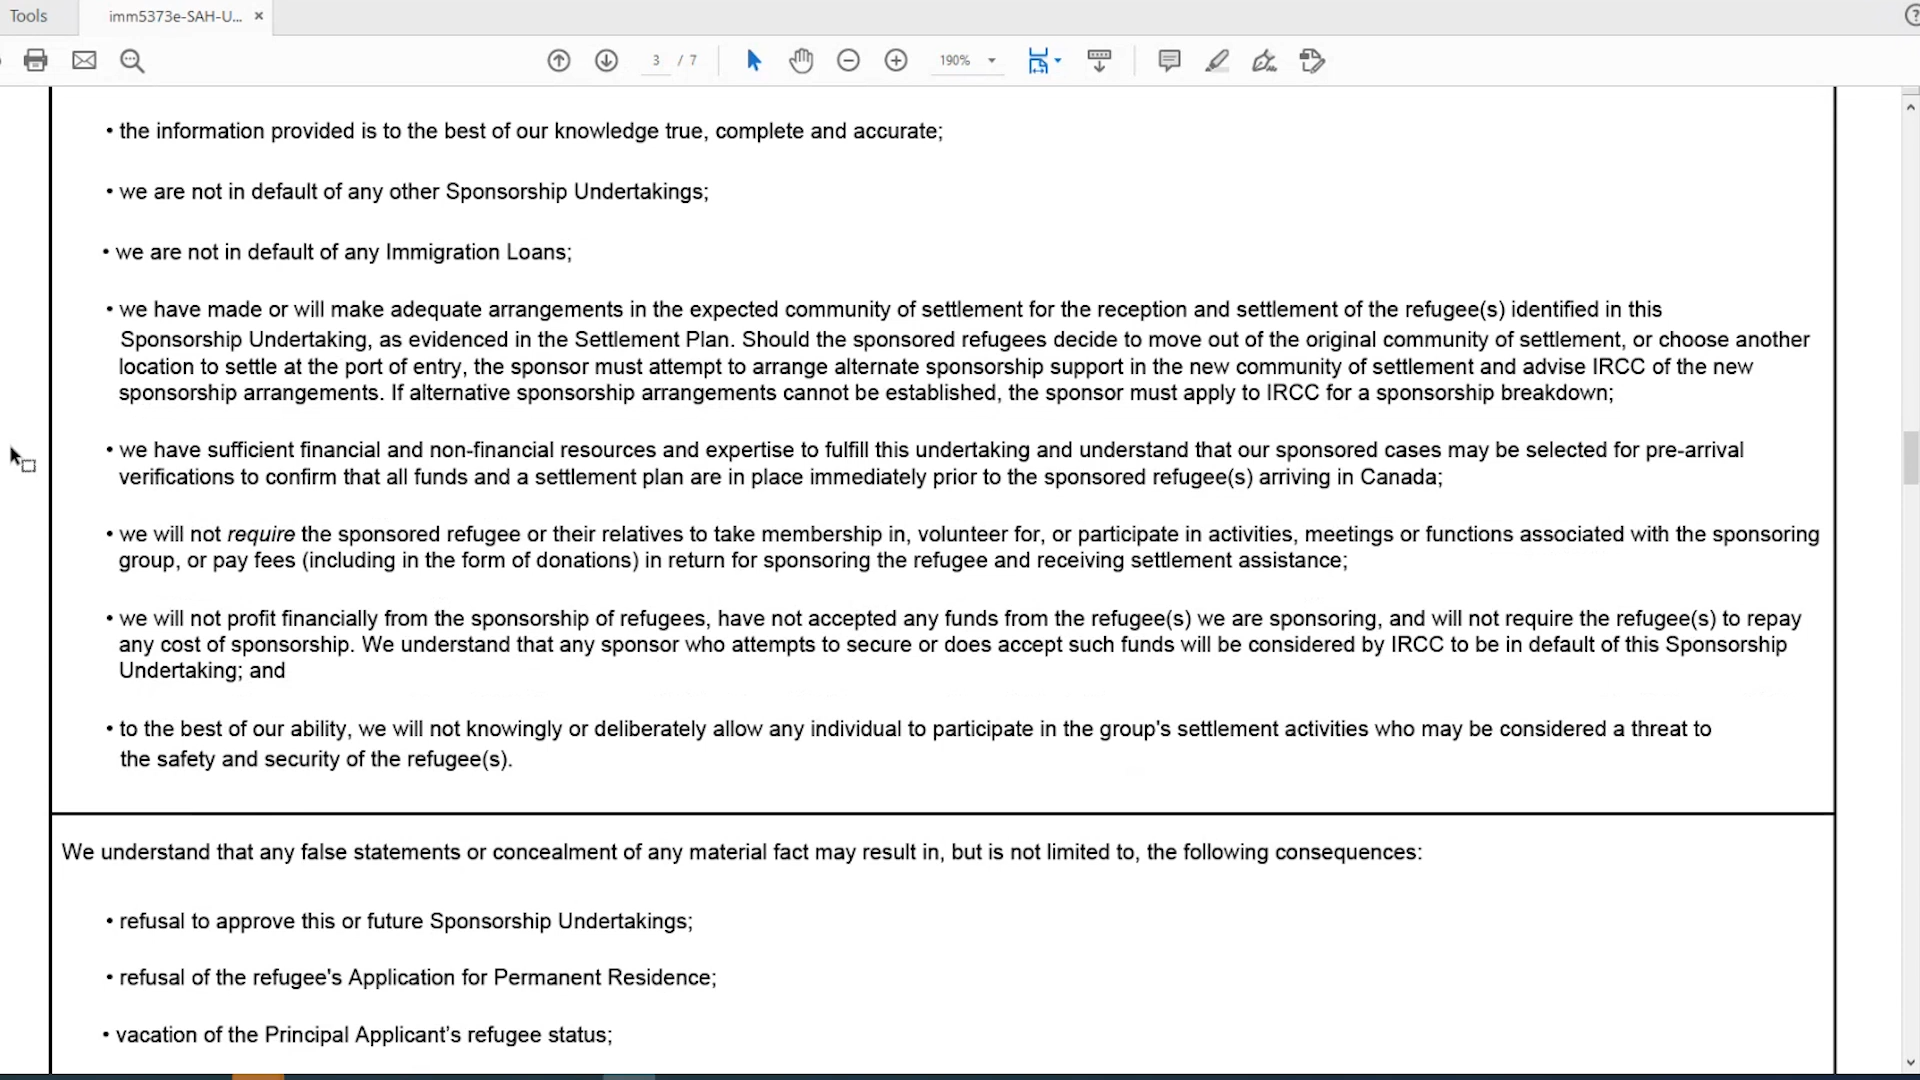 Tools
imm5373e-SAH-U... ×
3 / 7
190%
• the information provided is to the best of our knowledge true, complete and accurate;
• we are not in default of any other Sponsorship Undertakings;
• we are not in default of any Immigration Loans;
• we have made or will make adequate arrangements in the expected community of settlement for the reception and settlement of the refugee(s) identified in this
Sponsorship Undertaking, as evidenced in the Settlement Plan. Should the sponsored refugees decide to move out of the original community of settlement, or choose another
location to settle at the port of entry, the sponsor must attempt to arrange alternate sponsorship support in the new community of settlement and advise IRCC of the new
sponsorship arrangements. If alternative sponsorship arrangements cannot be established, the sponsor must apply to IRCC for a sponsorship breakdown;
• we have sufficient financial and non-financial resources and expertise to fulfill this undertaking and understand that our sponsored cases may be selected for pre-arrival
verifications to confirm that all funds and a settlement plan are in place immediately prior to the sponsored refugee(s) arriving in Canada;
• we will not require the sponsored refugee or their relatives to take membership in, volunteer for, or participate in activities, meetings or functions associated with the sponsoring
group, or pay fees (including in the form of donations) in return for sponsoring the refugee and receiving settlement assistance;
• we will not profit financially from the sponsorship of refugees, have not accepted any funds from the refugee(s) we are sponsoring, and will not require the refugee(s) to repay
any cost of sponsorship. We understand that any sponsor who attempts to secure or does accept such funds will be considered by IRCC to be in default of this Sponsorship
Undertaking; and
• to the best of our ability, we will not knowingly or deliberately allow any individual to participate in the group's settlement activities who may be considered a threat to
the safety and security of the refugee(s).
We understand that any false statements or concealment of any material fact may result in, but is not limited to, the following consequences:
• refusal to approve this or future Sponsorship Undertakings;
• refusal of the refugee's Application for Permanent Residence;
• vacation of the Principal Applicant's refugee status;